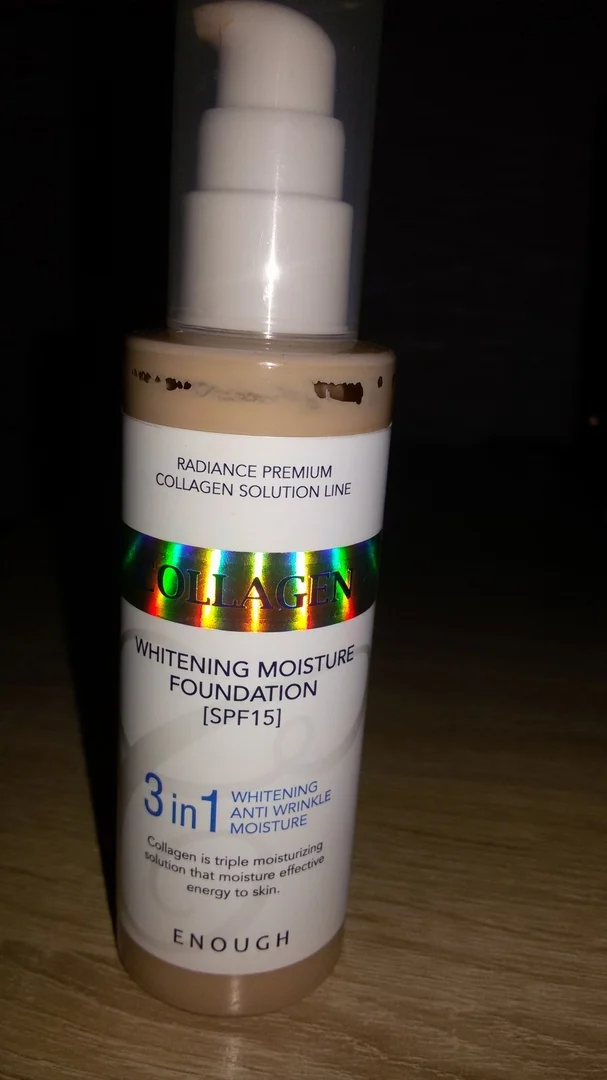 RADIANCE PREMIUM
COLLAGEN SOLUTION LINE
COLLAGEN
WHITENING MOISTURE
FOUNDATION
[SPF15]
3 in 1
WHITENING
ANTI WRINKLE
MOISTURE
Collagen is triple moisturizing
solution that moisture effective
energy to skin.
ENOUGH